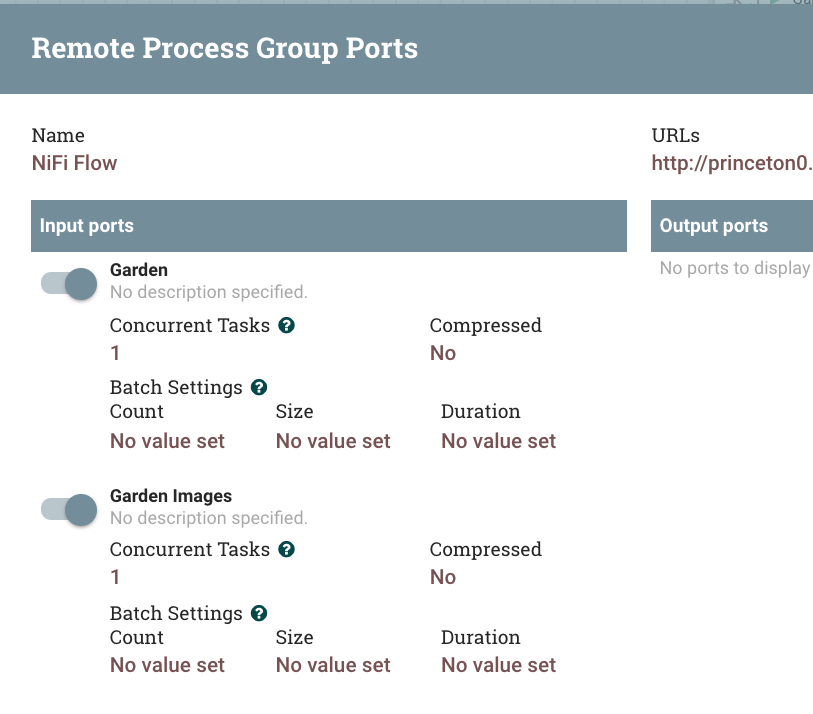 Remote Process Group Ports
Name
NiFi Flow
URLs
http://princeton0.
Input ports
Output ports
No ports to display
Garden
No description specified.
Concurrent Tasks
Compressed
1
No
Batch Settings
Count
Size
Duration
No value set
No value set
No value set
Garden Images
No description specified.
Concurrent Tasks
Compressed
1
No
Batch Settings
Count
Size
Duration
No value set
No value set
No value set